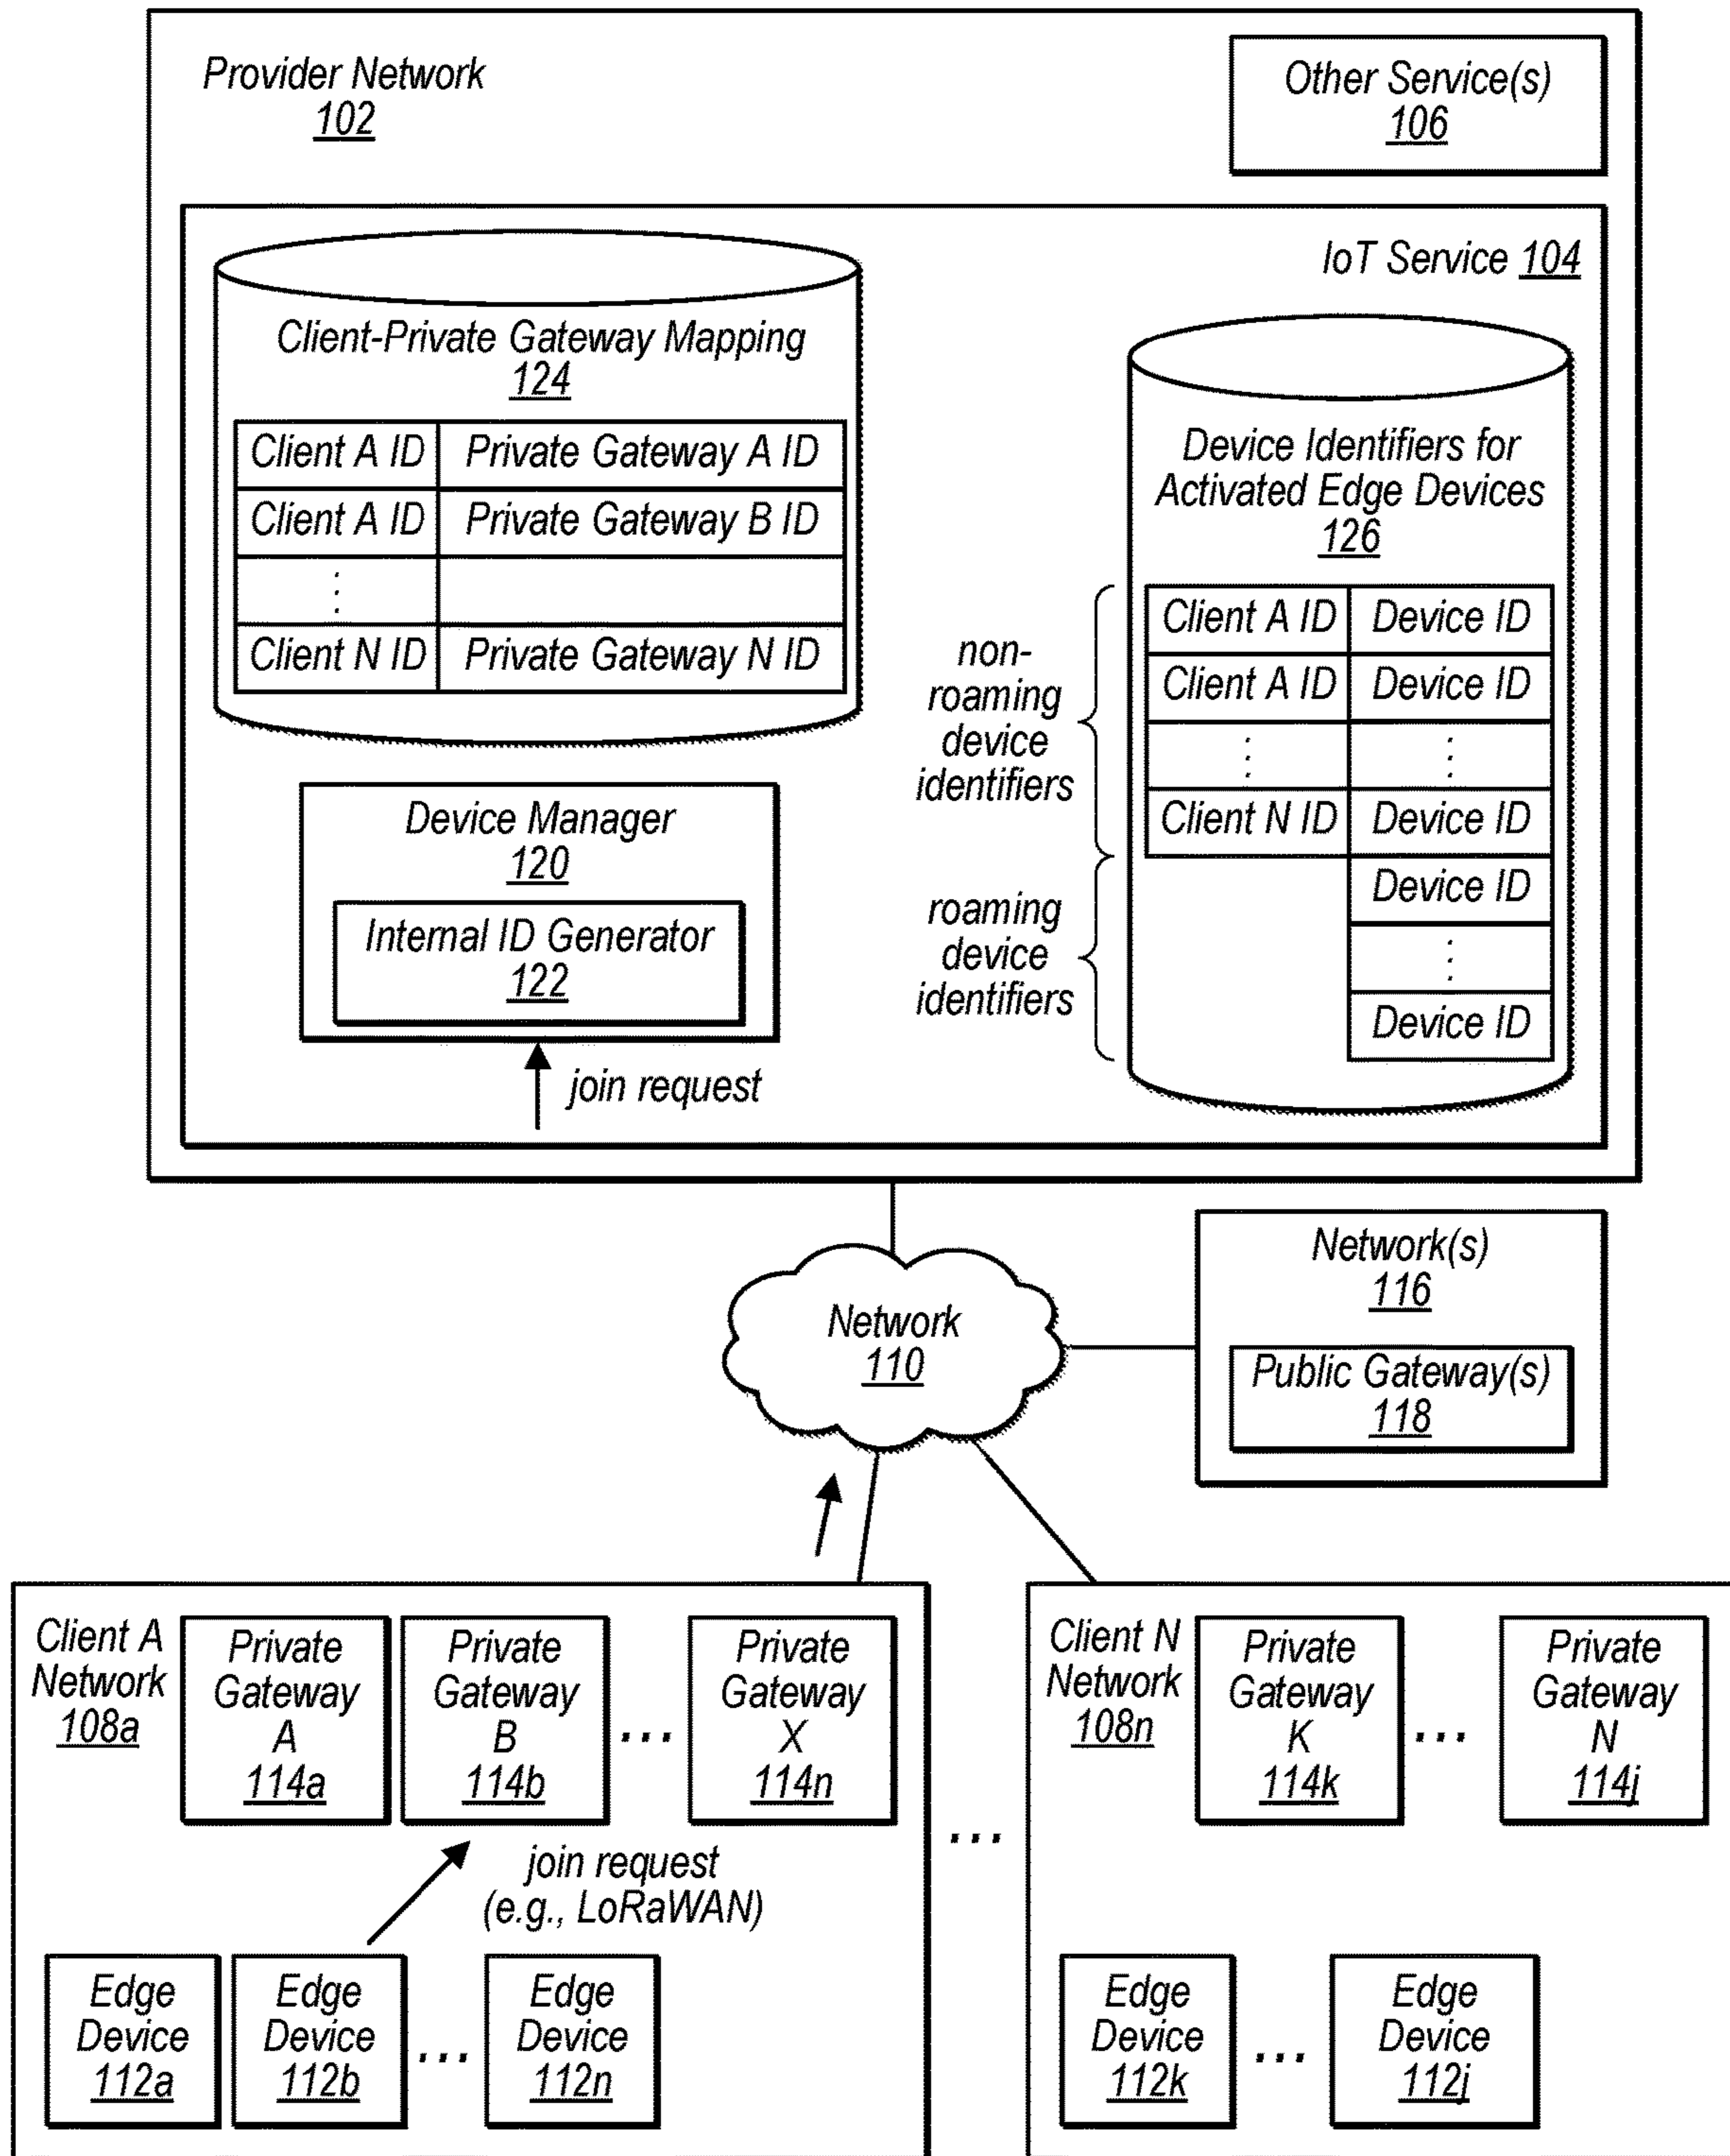 Provider Network
102
Other Service(s)
106
IoT Service 104
Client-Private Gateway Mapping
124
Client A ID Private Gateway A ID
Client A ID Private Gateway B ID
⋮
Client N ID Private Gateway N ID
Device Identifiers for
Activated Edge Devices
126
non-
roaming
device
identifiers
Client A ID Device ID
Client A ID Device ID
⋮ ⋮
Client N ID Device ID
roaming
device
identifiers
Device ID
⋮
Device ID
Device Manager
120
Internal ID Generator
122
join request
Network
110
Network(s)
116
Public Gateway(s)
118
Client A
Network
108a
Private
Gateway
A
114a
Private
Gateway
B
114b
...
Private
Gateway
X
114n
join request
(e.g., LoRaWAN)
Edge
Device
112a
Edge
Device
112b
...
Edge
Device
112n
...
Client N
Network
108n
Private
Gateway
K
114k
...
Private
Gateway
N
114j
Edge
Device
112k
...
Edge
Device
112j